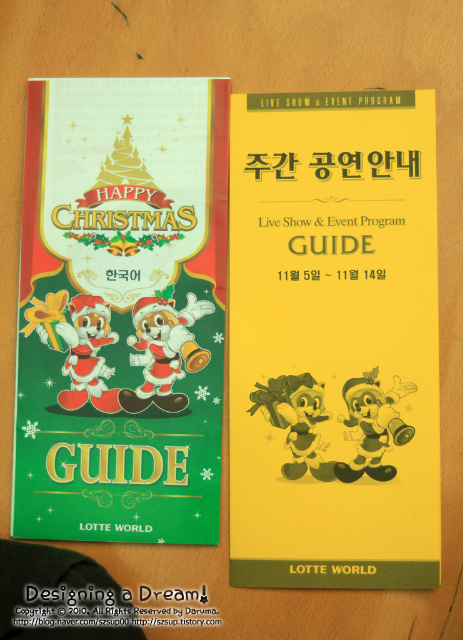 HAPPY
CHRISTMAS
한국어
GUIDE
LOTTE WORLD
LIVE SHOW & EVENT PROGRAM
주간 공연안내
Live Show & Event Program
GUIDE
11월 5일 ~ 11월 14일
LOTTE WORLD
Designing a Dream!
Copyright © 2010. All Rights Reserved by Daruma.
http://blog.naver.com/szsup00 http://szsup.tistory.com